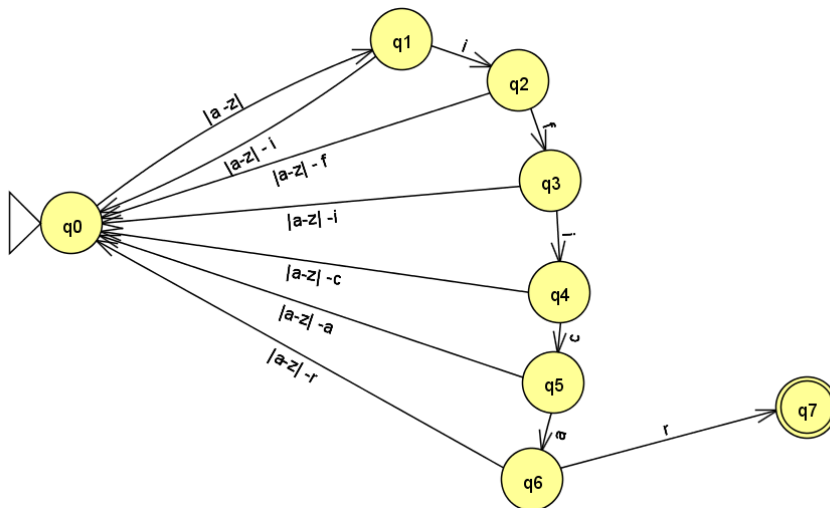 q1
i
q2
|a -z|
f
|a-z| - i
|a-z| - f
q3
q0
|a-z| -i
i
|a-z| -c
q4
c
|a-z| -a
q5
|a-z| -r
a
r
q7
q6